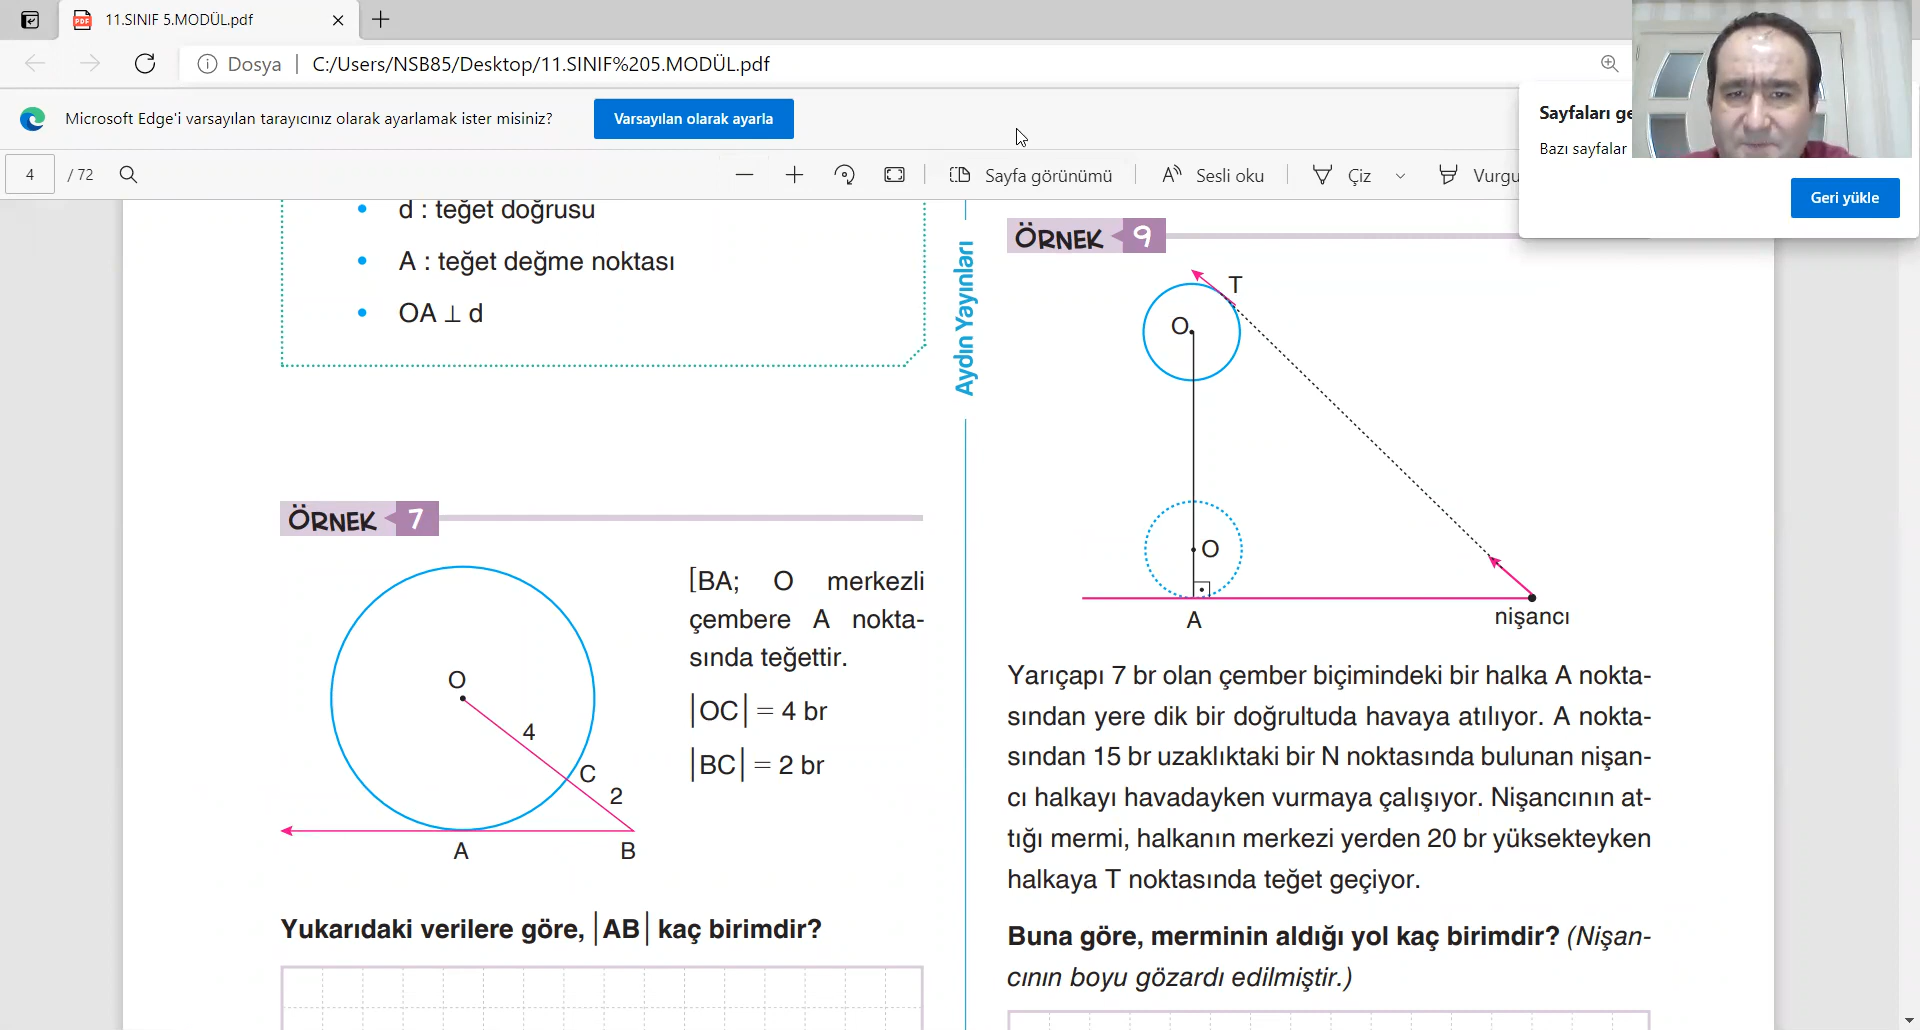 11.SINIF 5.MODÜL.pdf
Dosya | C:/Users/NSB85/Desktop/11.SINIF%205.MODÜL.pdf
Microsoft Edge'i varsayılan tarayıcınız olarak ayarlamak ister misiniz?
Varsayılan olarak ayarla
Sayfaları
Bazı sayfalar
Geri yükle
4 / 72
Sayfa görünümü
Sesli oku
Çiz
• d : teğet doğrusu
• A : teğet değme noktası
• OA ⊥ d
ÖRNEK 7
O
4
C
2
A
B
[BA; O merkezli
çembere A nokta-
sında teğettir.
|OC| = 4 br
|BC| = 2 br
Yukarıdaki verilere göre, |AB| kaç birimdir?
Aydın Yayınları
ÖRNEK 9
T
O
O
A
nişancı
Yarıçapı 7 br olan çember biçimindeki bir halka A nokta-
sından yere dik bir doğrultuda havaya atılıyor. A nokta-
sından 15 br uzaklıktaki bir N noktasında bulunan nişan-
cı halkayı havadayken vurmaya çalışıyor. Nişancının at-
tığı mermi, halkanın merkezi yerden 20 br yüksekteyken
halkaya T noktasında teğet geçiyor.
Buna göre, merminin aldığı yol kaç birimdir? (Nişan-
cının boyu gözardı edilmiştir.)